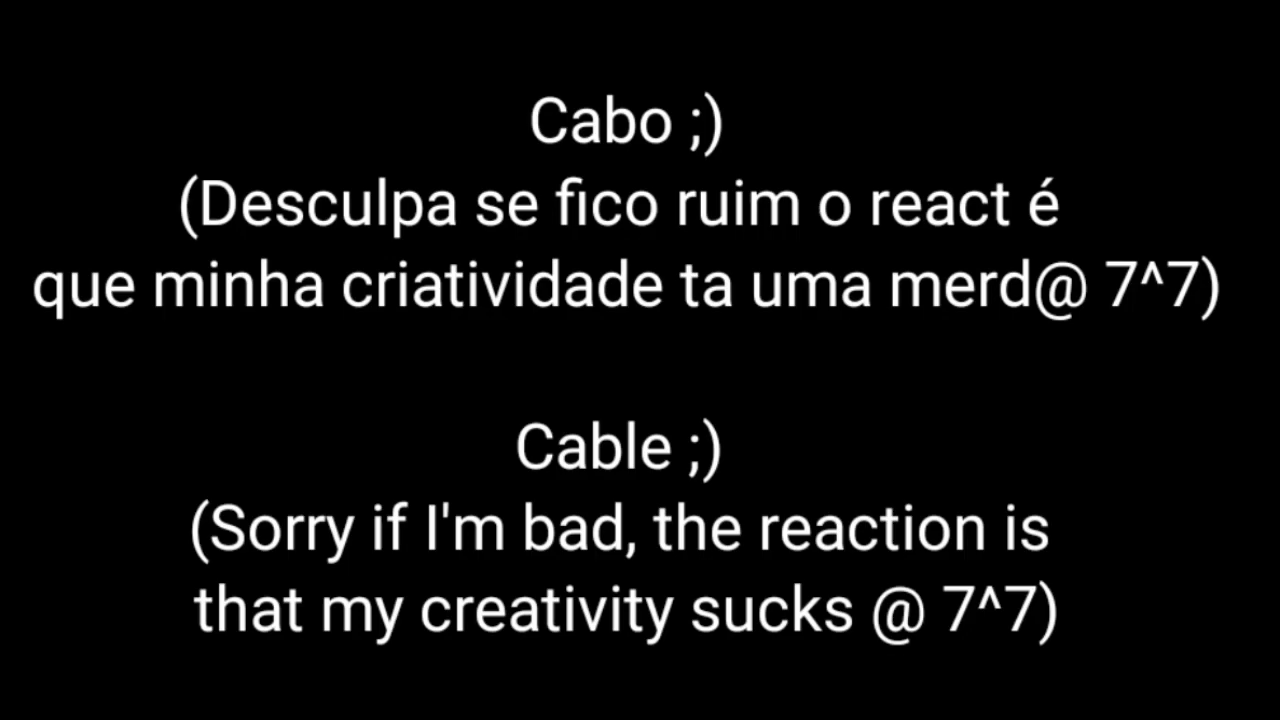 Cabo ;)
(Desculpa se fico ruim o react é
que minha criatividade ta uma merd@ 7^7)
Cable ;)
(Sorry if I'm bad, the reaction is
that my creativity sucks @ 7^7)